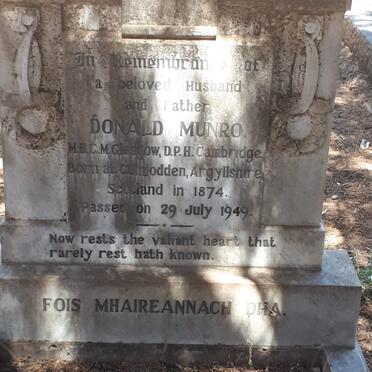 In Remembrance of
a beloved Husband
and Father.
DONALD MUNRO
M.B.C.M.Glasgow, D.P.H. Cambridge.
Born at Cumlodden, Argyllshire
Scotland in 1874.
Passed on 29 July 1949.
Now rests the valiant heart that
rarely rest hath known.
FOIS MHAIREANNACH DHA.